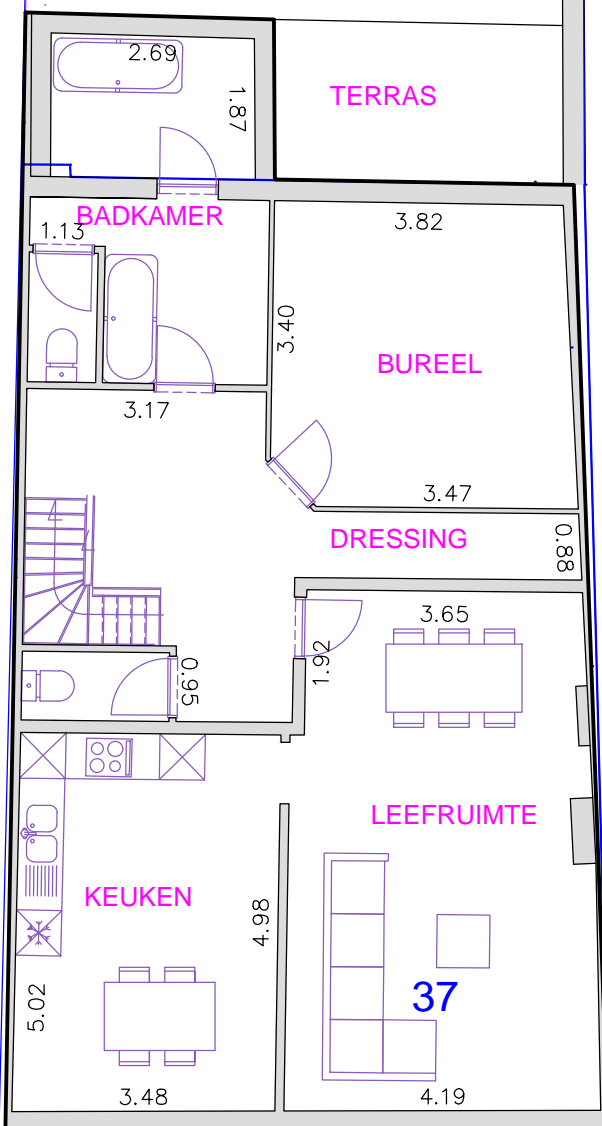 2.69
1.87
TERRAS
BADKAMER
1.13
3.82
3.40
BUREEL
3.17
3.47
DRESSING
0.88
3.65
1.92
0.95
LEEFRUIMTE
KEUKEN
4.98
5.02
37
3.48
4.19